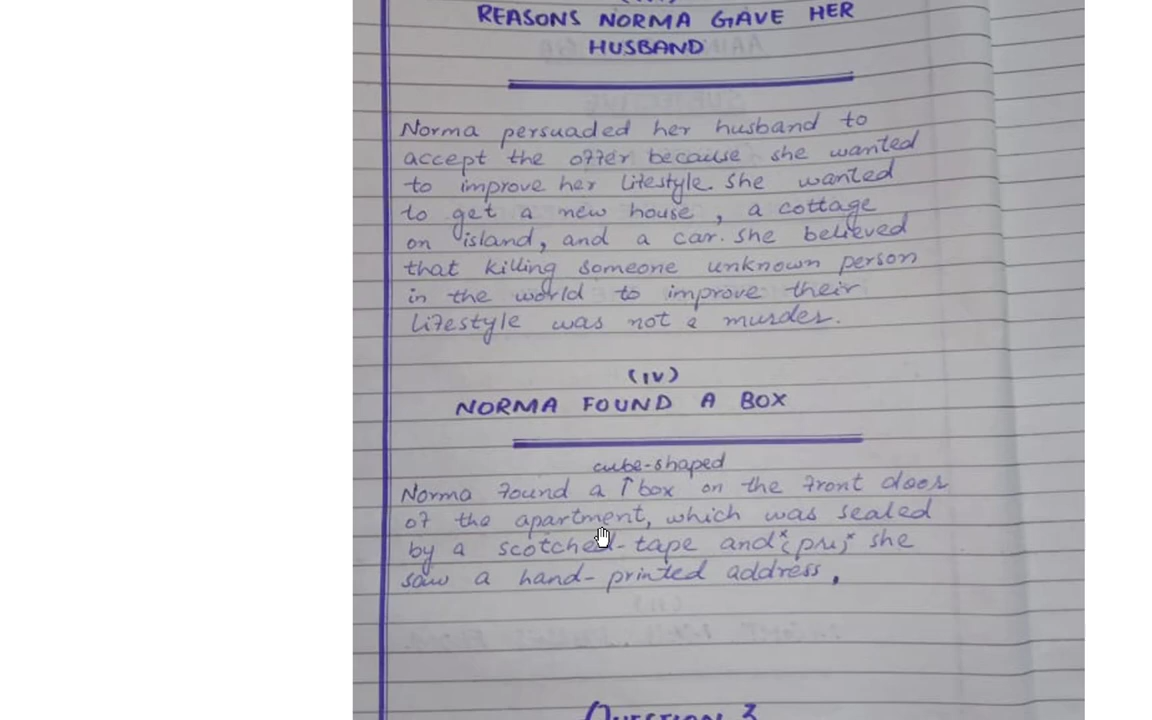 REASONS NORMA GAVE HER
HUSBAND
Norma persuaded her husband to
accept the offer because she wanted
to improve her lifestyle. She wanted
to get a new house, a cottage
on island, and a car. She believed
that killing someone unknown person
in the world to improve their
lifestyle was not a murder.
(IV)
NORMA FOUND A BOX
cube-shaped
Norma found a ↑ box on the front door
of the apartment, which was sealed
by a scotched-tape and she
saw a hand-printed address.
QUESTION 3